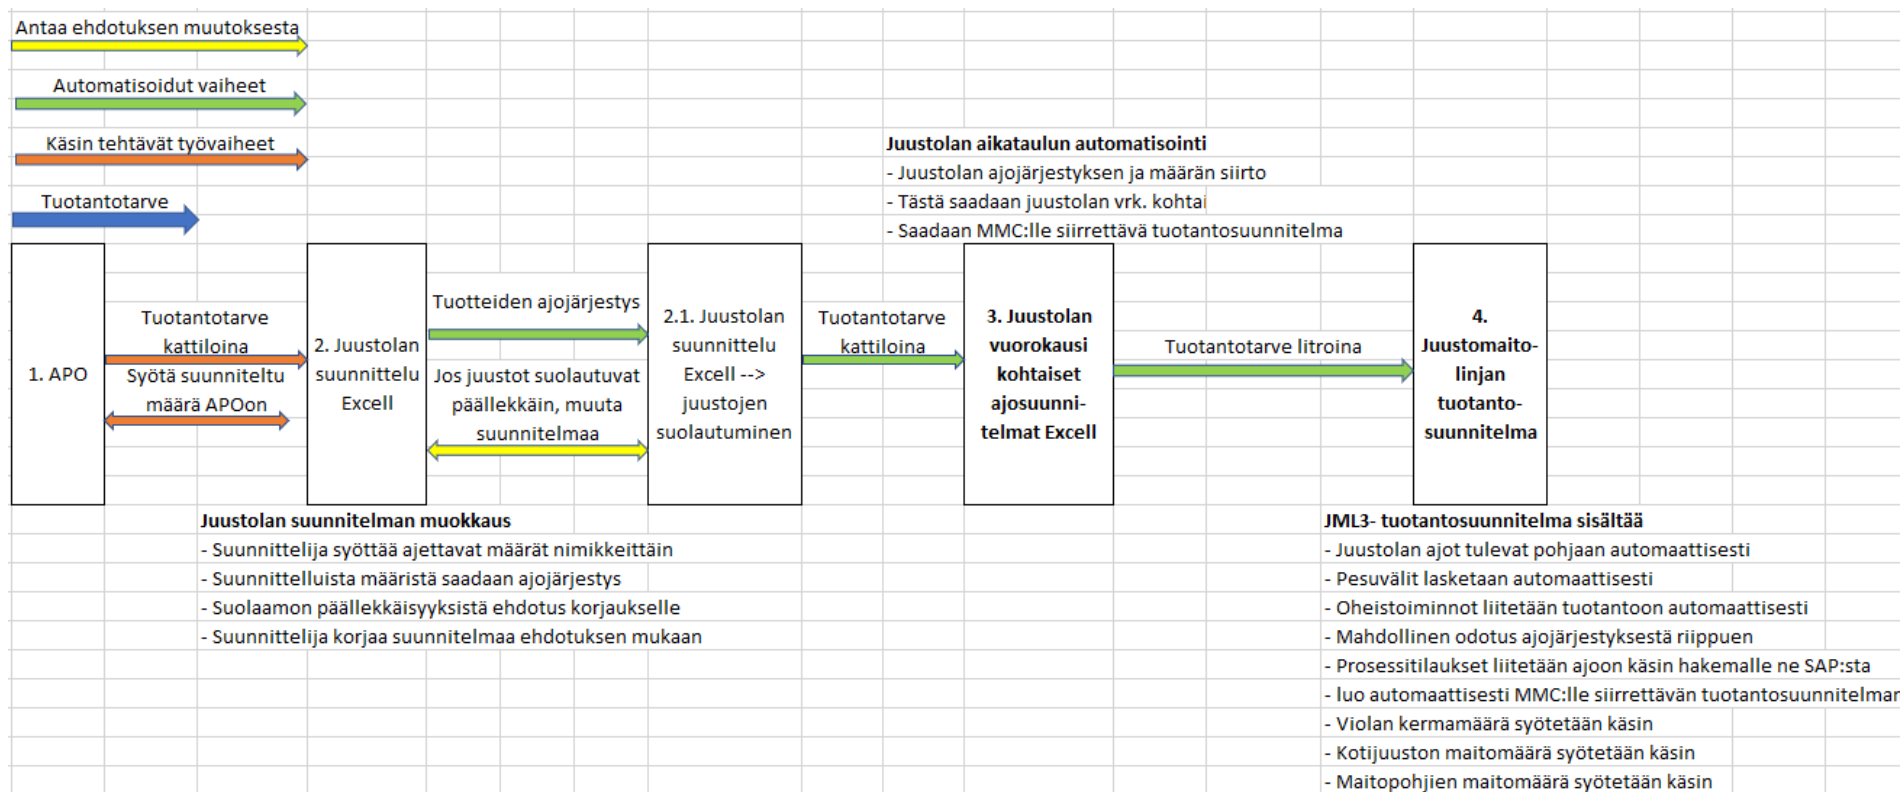 Antaa ehdotuksen muutoksesta
Automatisoidut vaiheet
Käsin tehtävät työvaiheet
Tuotantotarve
Juustolan aikataulun automatisointi
- Juustolan ajojärjestyksen ja määrän siirto
- Tästä saadaan juustolan vrk. kohtai
- Saadaan MMC:lle siirrettävä tuotantosuunnitelma
1. APO
Tuotantotarve
kattiloina
Syötä suunniteltu
määrä APOon
2. Juustolan
suunnittelu
Excell
Tuotteiden ajojärjestys
Jos juustot suolautuvat
päällekkäin, muuta
suunnitelmaa
2.1. Juustolan
suunnittelu
Excell -->
juustojen
suolautuminen
Tuotantotarve
kattiloina
3. Juustolan
vuorokausi
kohtaiset
ajosuunni-
telmat Excell
Tuotantotarve litroina
4.
Juustomaito-
linjan
tuotanto-
suunnitelma
Juustolan suunnitelman muokkaus
- Suunnittelija syöttää ajettavat määrät nimikkeittäin
- Suunnittelluista määristä saadaan ajojärjestys
- Suolaamon päällekkäisyyksistä ehdotus korjaukselle
- Suunnittelija korjaa suunnitelmaa ehdotuksen mukaan
JML3- tuotantosuunnitelma sisältää
- Juustolan ajot tulevat pohjaan automaattisesti
- Pesuvälit lasketaan automaattisesti
- Oheistoiminnot liitetään tuotantoon automaattisesti
- Mahdollinen odotus ajojärjestyksestä riippuen
- Prosessitilaukset liitetään ajoon käsin hakemalle ne SAP:sta
- luo automaattisesti MMC:lle siirrettävän tuotantosuunnitelman
- Violan kermamäärä syötetään käsin
- Kotijuuston maitomäärä syötetään käsin
- Maitopohjien maitomäärä syötetään käsin